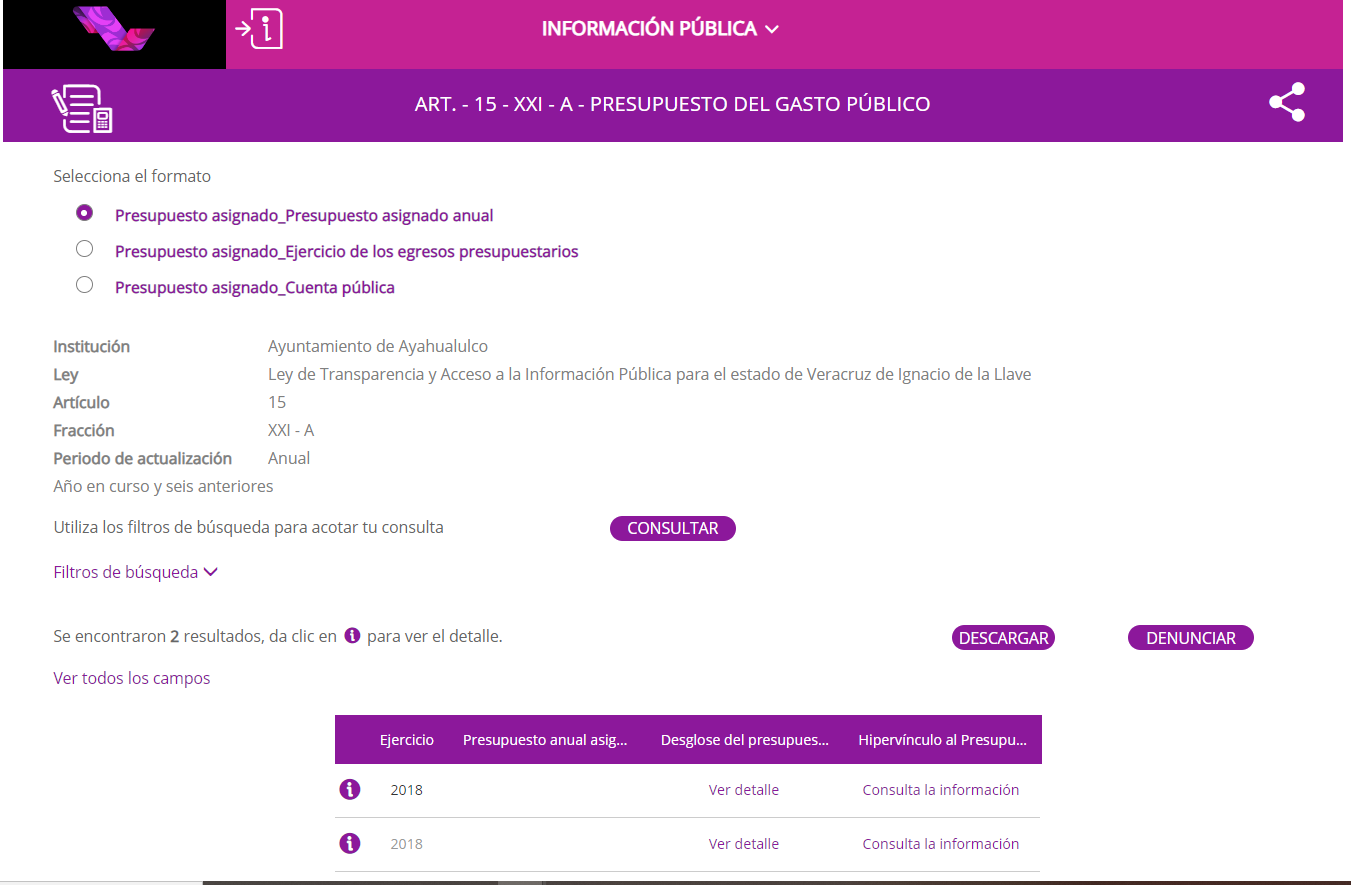 INFORMACIÓN PÚBLICA
ART. - 15 - XXI - A - PRESUPUESTO DEL GASTO PÚBLICO
Selecciona el formato
Presupuesto asignado_Presupuesto asignado anual
Presupuesto asignado_Ejercicio de los egresos presupuestarios
Presupuesto asignado_Cuenta pública
Institución Ayuntamiento de Ayahualulco
Ley Ley de Transparencia y Acceso a la Información Pública para el estado de Veracruz de Ignacio de la Llave
Artículo 15
Fracción XXI - A
Periodo de actualización Anual
Año en curso y seis anteriores
Utiliza los filtros de búsqueda para acotar tu consulta CONSULTAR
Filtros de búsqueda
Se encontraron 2 resultados, da clic en i para ver el detalle. DESCARGAR DENUNCIAR
Ver todos los campos
Ejercicio Presupuesto anual asig... Desglose del presupues... Hipervínculo al Presupu...
i 2018 Ver detalle Consulta la información
i 2018 Ver detalle Consulta la información